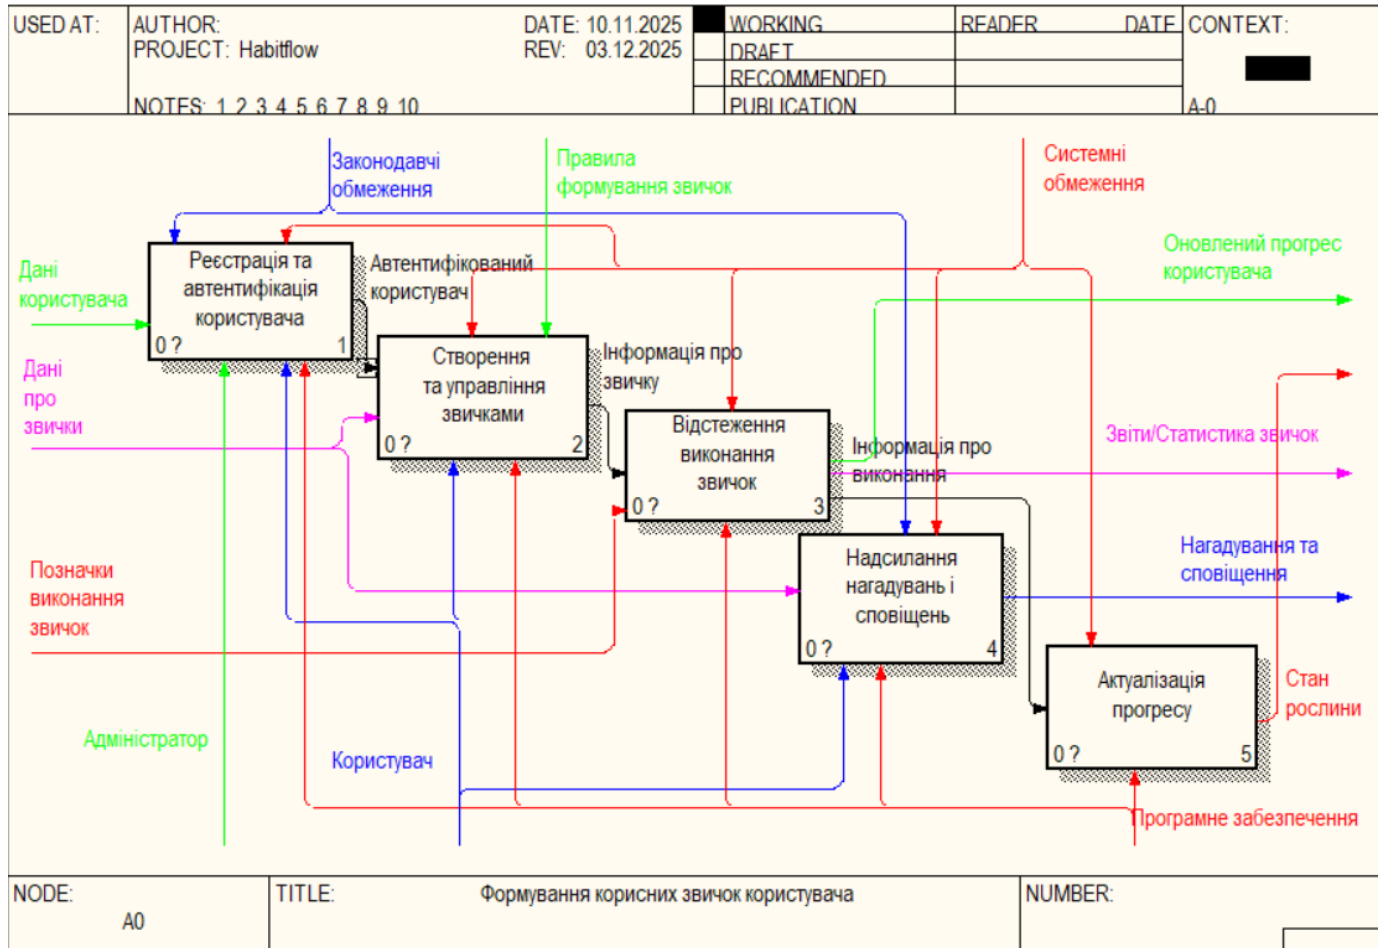 USED AT:
AUTHOR:
DATE: 10.11.2025
PROJECT: Habitflow
REV: 03.12.2025
NOTES: 1 2 3 4 5 6 7 8 9 10
WORKING
DRAFT
RECOMMENDED
PUBLICATION
READER
DATE
CONTEXT:
A-0
Законодавчі
обмеження
Правила
формування звичок
Системні
обмеження
Оновлений прогрес
користувача
Дані
користувача
Реєстрація та
автентифікація
користувача
0 ?
1
Автентифікований
користувач
Дані
про
звички
Створення
та управління
звичками
0 ?
2
Інформація про
звичку
Відстеження
виконання
звичок
0 ?
3
Інформація про
виконання
Звіти/Статистика звичок
Позначки
виконання
звичок
Надсилання
нагадувань і
сповіщень
0 ?
4
Нагадування та
сповіщення
Актуалізація
прогресу
0 ?
5
Стан
рослини
Адміністратор
Користувач
Програмне забезпечення
NODE:
A0
TITLE:
Формування корисних звичок користувача
NUMBER: